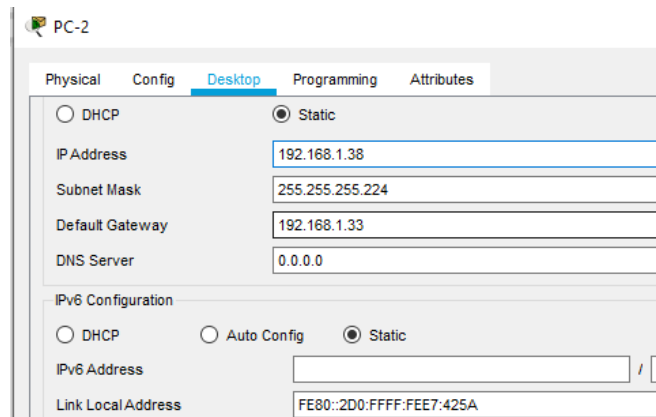 PC-2
Physical Config Desktop Programming Attributes
DHCP Static
IP Address 192.168.1.38
Subnet Mask 255.255.255.224
Default Gateway 192.168.1.33
DNS Server 0.0.0.0
IPv6 Configuration
DHCP Auto Config Static
IPv6 Address /
Link Local Address FE80::2D0:FFFF:FEE7:425A